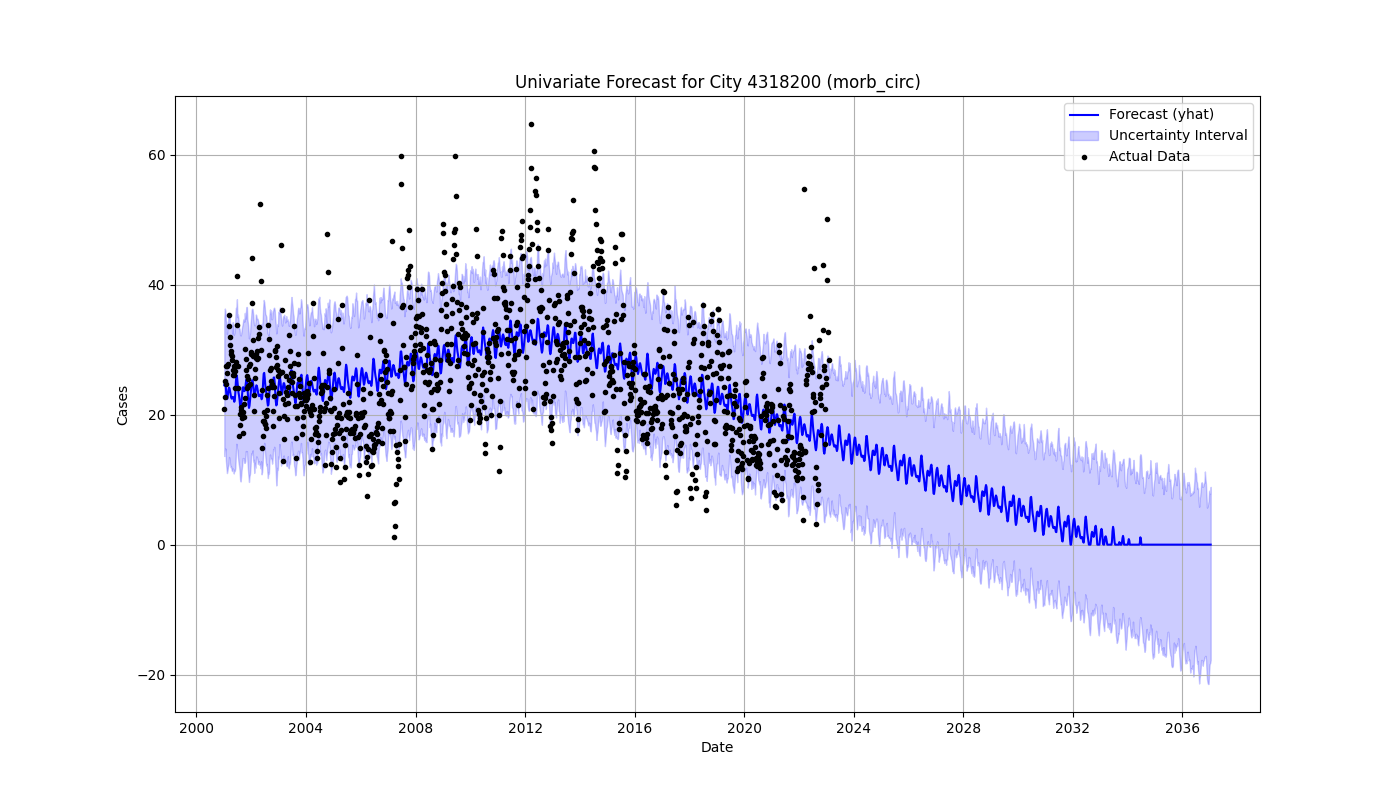 Univariate Forecast for City 4318200 (morb_circ)
Forecast (yhat)
Uncertainty Interval
Actual Data
60
40
20
0
−20
Cases
2000 2004 2008 2012 2016 2020 2024 2028 2032 2036
Date